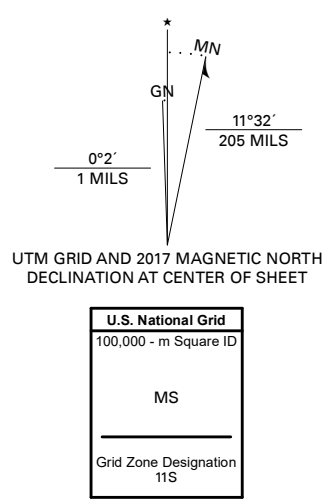 ★
MN
GN
11°32´
205 MILS
0°2´
1 MILS
UTM GRID AND 2017 MAGNETIC NORTH
DECLINATION AT CENTER OF SHEET
U.S. National Grid
100,000 - m Square ID
MS
Grid Zone Designation
11S